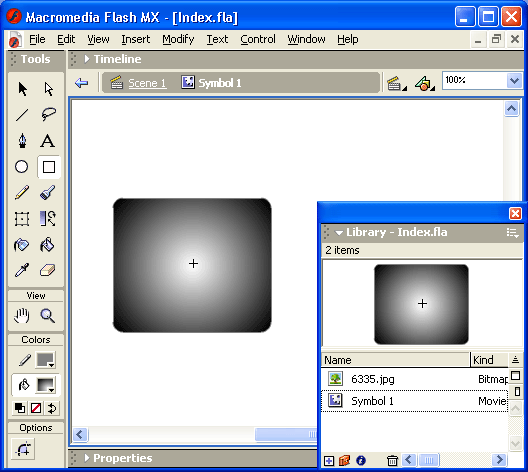 Macromedia Flash MX - [Index.fla]
File Edit View Insert Modify Text Control Window Help
Tools
Timeline
Scene 1 Symbol 1 100%
A
Library - Index.fla
2 items
View
Colors
Name Kind
6335.jpg Bitmap
Symbol 1 Movie
Options
Properties